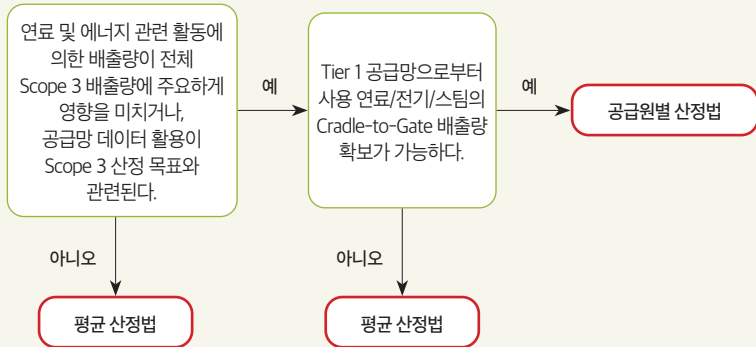 연료 및 에너지 관련 활동에
의한 배출량이 전체
Scope 3 배출량에 주요하게
영향을 미치거나,
공급망 데이터 활용이
Scope 3 산정 목표와
관련된다.
예
Tier 1 공급망으로부터
사용 연료/전기/스팀의
Cradle-to-Gate 배출량
확보가 가능하다.
예
공급원별 산정법
아니오
아니오
평균 산정법
평균 산정법